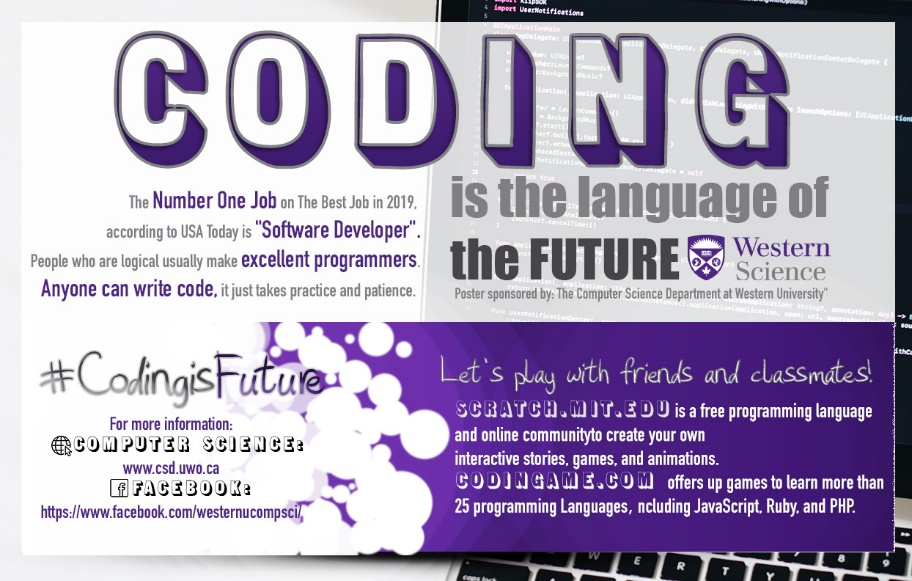 import UserNotifications
CODING
The Number One Job on The Best Job in 2019,
according to USA Today is "Software Developer".
People who are logical usually make excellent programmers.
Anyone can write code, it just takes practice and patience.
is the language of
the FUTURE
Western
Science
Poster sponsored by: The Computer Science Department at Western University"
#CodingisFuture
For more information:
COMPUTER SCIENCE:
www.csd.uwo.ca
FACEBOOK:
https://www.facebook.com/westernucompsci/,
Let's play with friends and classmates!
SCRATCH.MIT.EDU is a free programming language
and online communityto create your own
interactive stories, games, and animations.
CODINGAME.COM offers up games to learn more than
25 programming Languages, ncluding JavaScript, Ruby, and PHP.
caps lock
W E R T Y